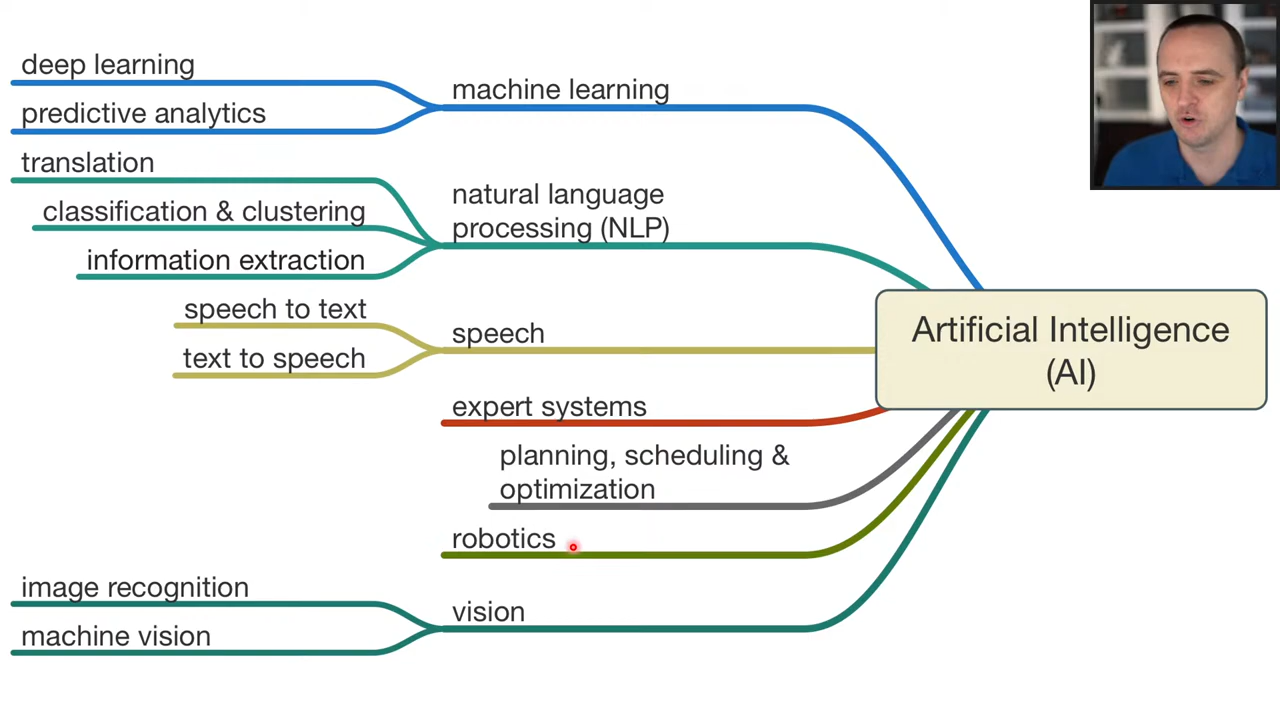 deep learning
predictive analytics
machine learning
translation
classification & clustering
information extraction
natural language
processing (NLP)
speech to text
text to speech
speech
expert systems
planning, scheduling &
optimization
robotics
image recognition
machine vision
vision
Artificial Intelligence
(AI)